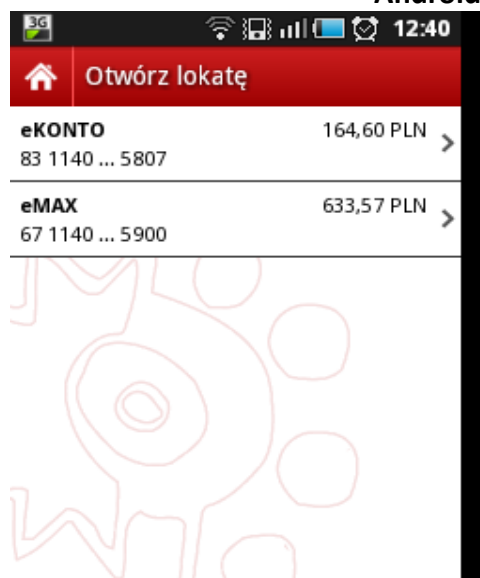 Android
3G 12:40
Otwórz lokatę
eKONTO 164,60 PLN
83 1140 ... 5807
eMAX 633,57 PLN
67 1140 ... 5900